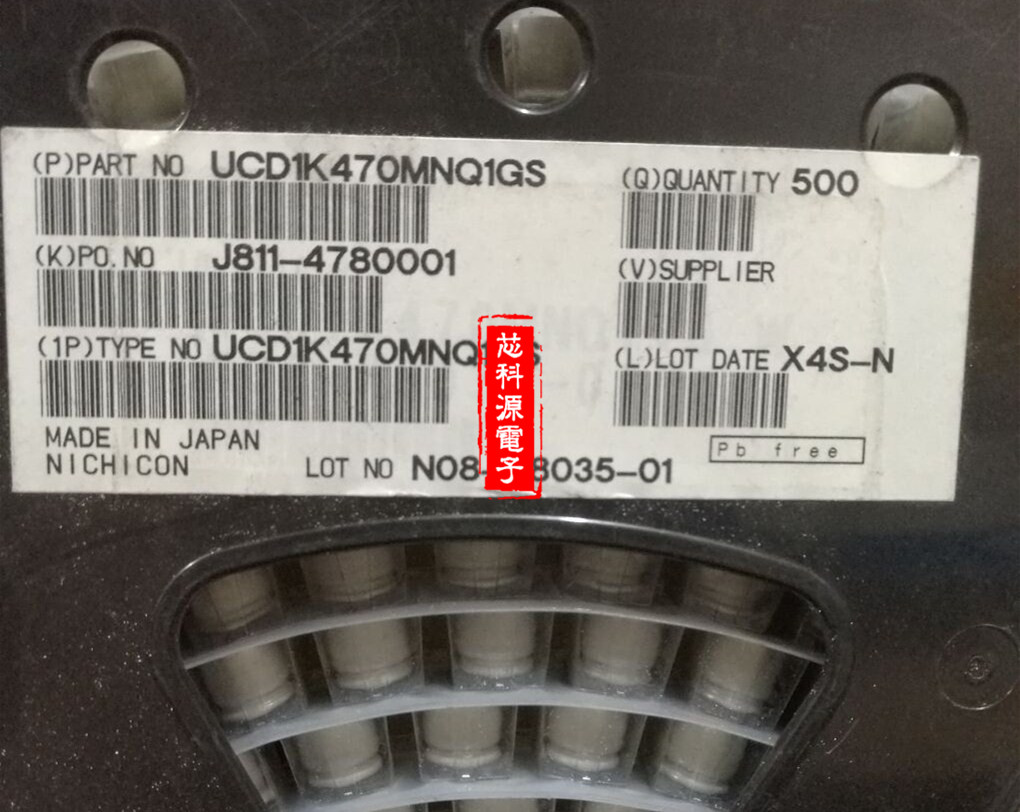 (P)PART NO UCD1K470MNQ1GS
(Q)QUANTITY 500
(K)PO.NO J811-4780001
(V)SUPPLIER
(1P)TYPE NO UCD1K470MNQ S
(L)LOT DATE X4S-N
MADE IN JAPAN
Pb free
NICHICON
LOT NO N08- 8035-01
芯科源電子